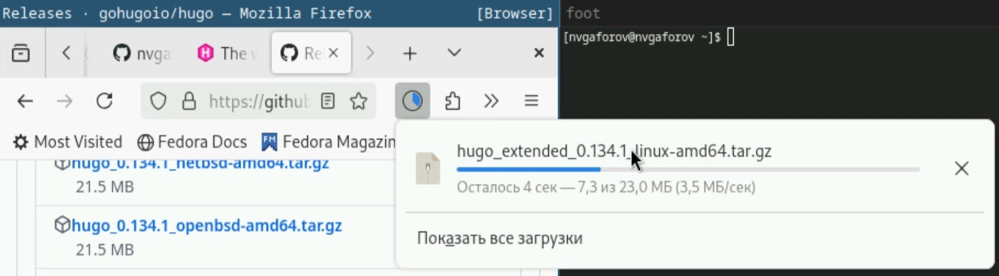 Releases · gohugoio/hugo — Mozilla Firefox [Browser]
foot
[nvgaforov@nvgaforov ~]$
nvga
The
Re
https://github
Most Visited Fedora Docs Fedora Magazin
hugo_0.134.1_netbsd-amd64.tar.gz
21.5 MB
hugo_0.134.1_openbsd-amd64.tar.gz
21.5 MB
hugo_extended_0.134.1_linux-amd64.tar.gz
Осталось 4 сек — 7,3 из 23,0 МБ (3,5 МБ/сек)
Показать все загрузки